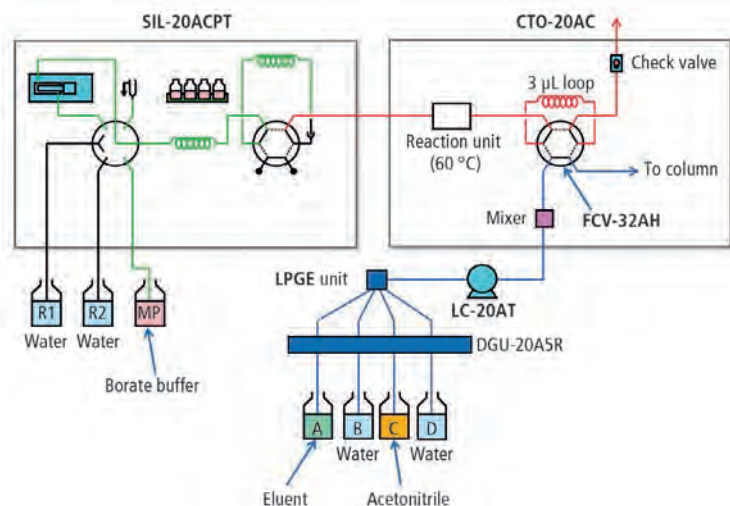 SIL-20ACPT
CTO-20AC
Check valve
3 µL loop
Reaction unit
(60 °C)
To column
Mixer
FCV-32AH
LPGE unit
LC-20AT
R1
R2
MP
Water
Water
DGU-20A5R
Borate buffer
A
B
C
D
Water
Water
Eluent
Acetonitrile